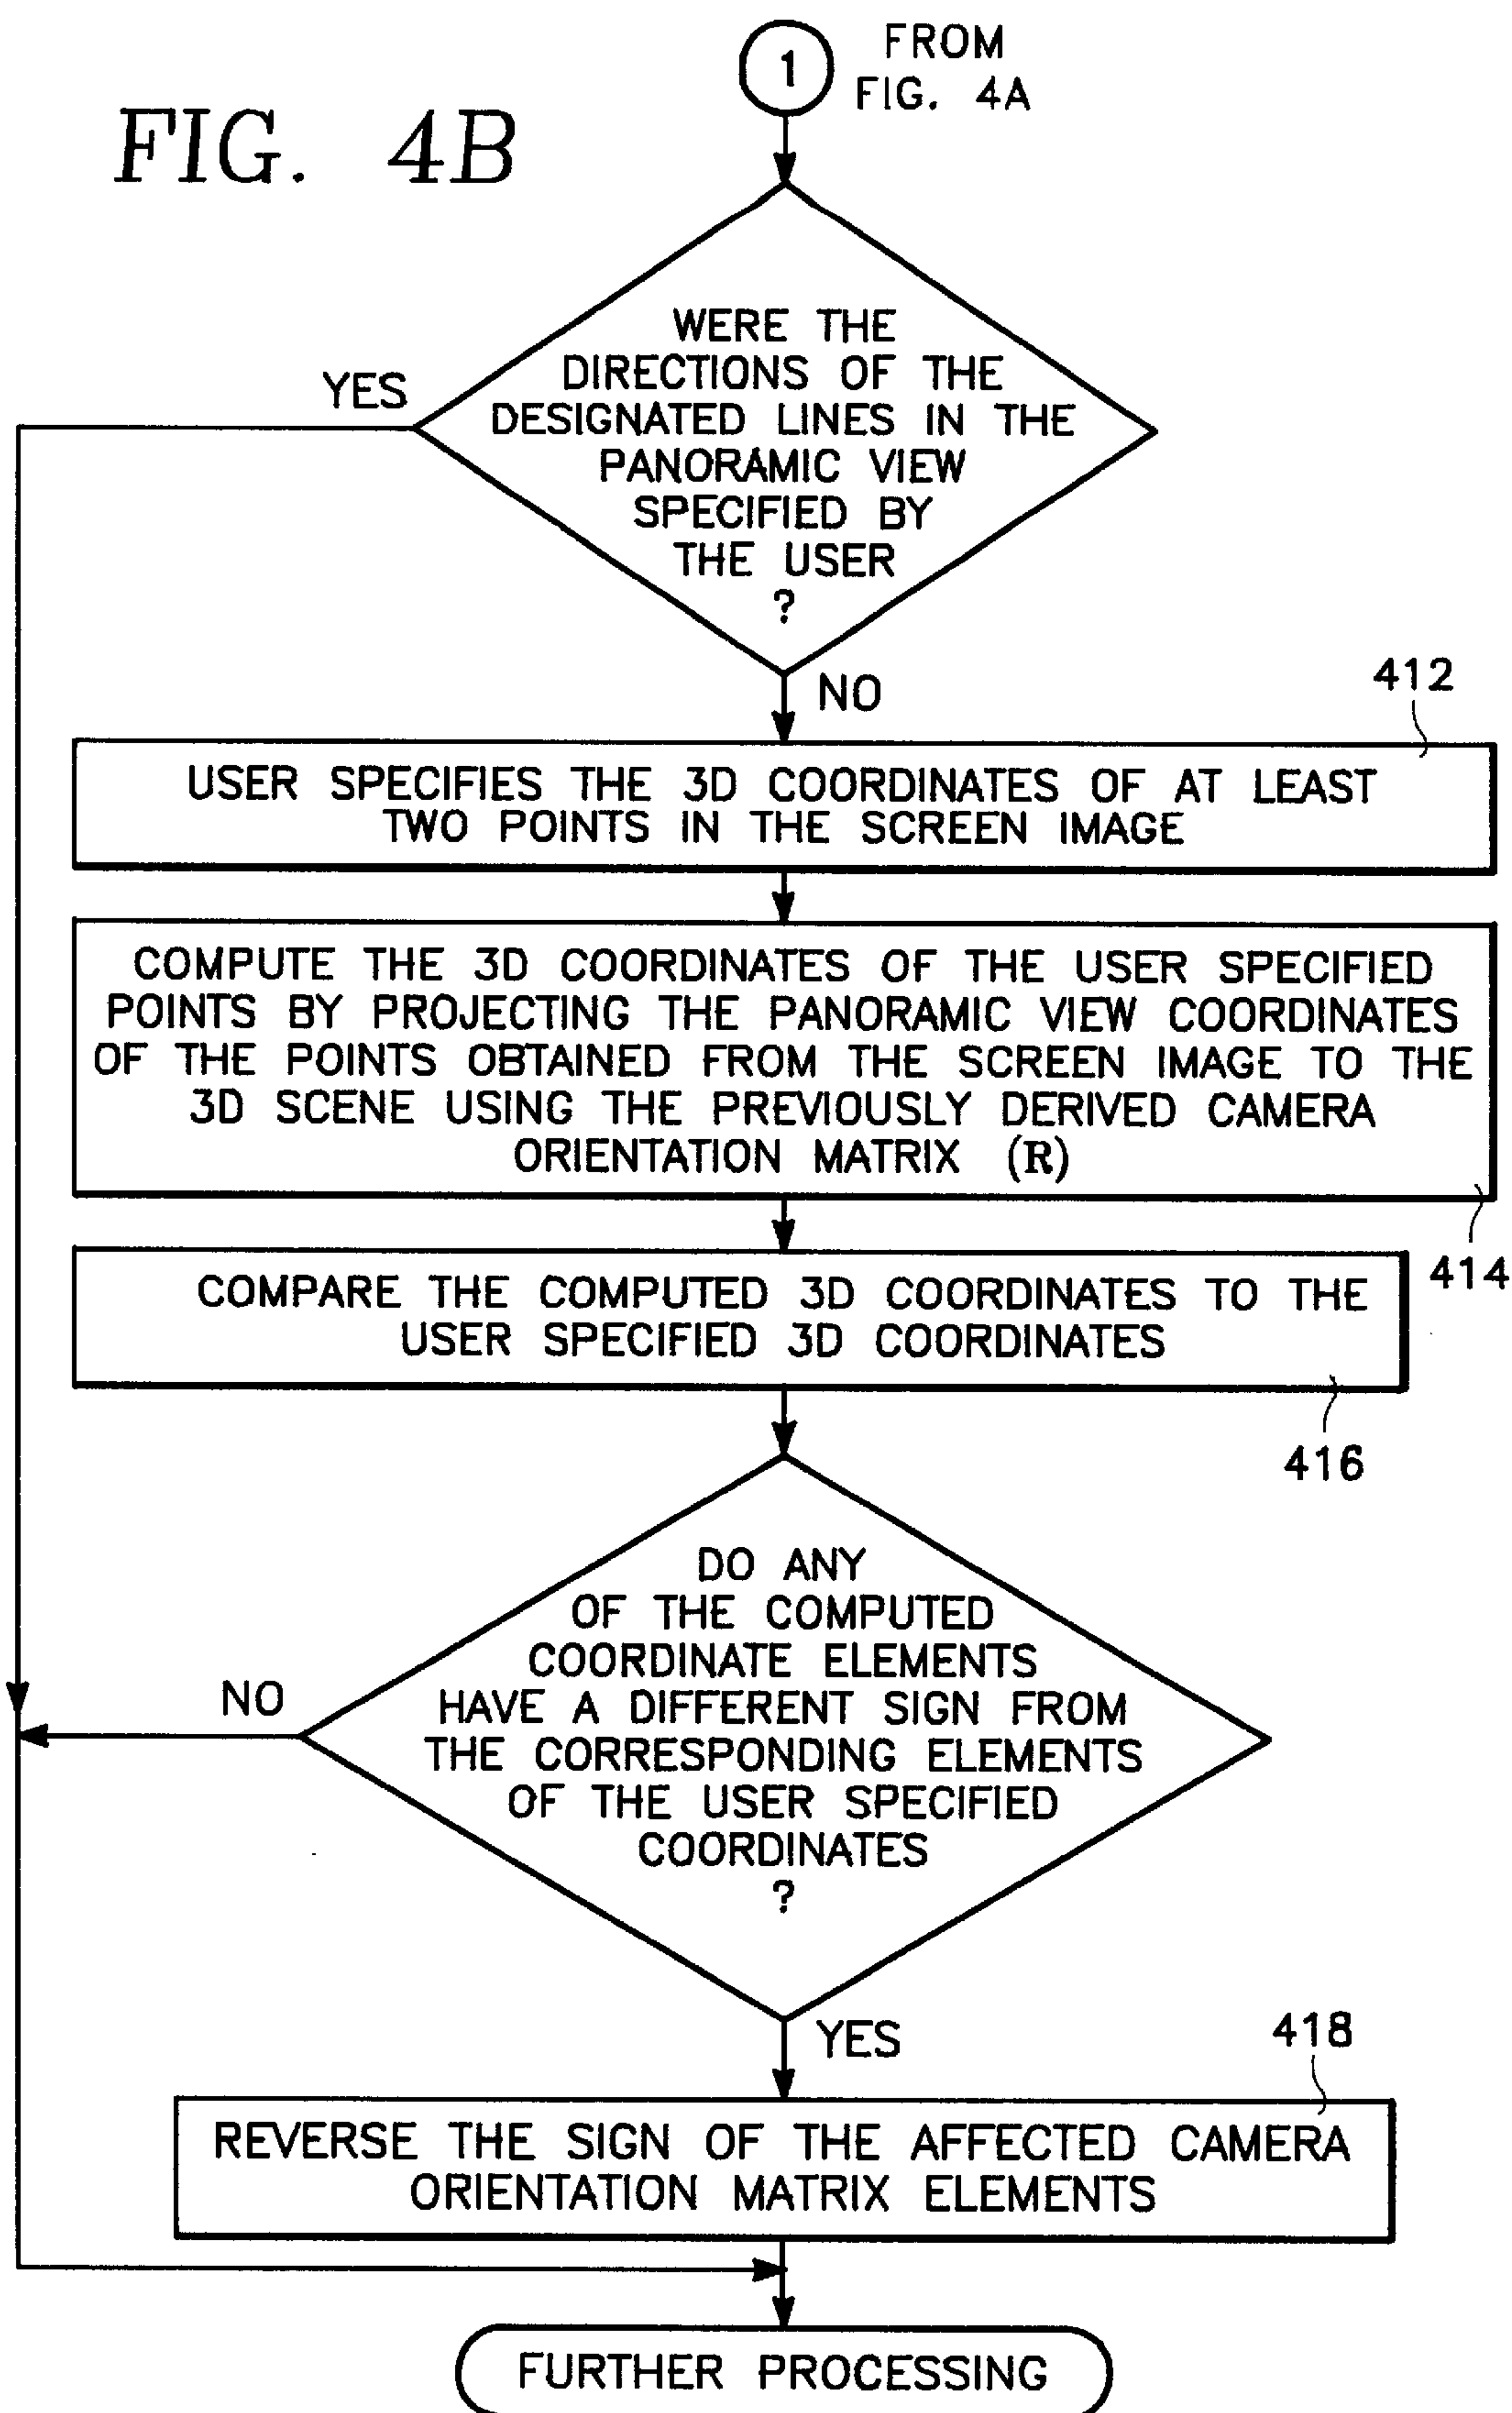 1
FROM
FIG. 4A
FIG. 4B
WERE THE
DIRECTIONS OF THE
DESIGNATED LINES IN THE
PANORAMIC VIEW
SPECIFIED BY
THE USER
?
YES
NO
412
USER SPECIFIES THE 3D COORDINATES OF AT LEAST
TWO POINTS IN THE SCREEN IMAGE
COMPUTE THE 3D COORDINATES OF THE USER SPECIFIED
POINTS BY PROJECTING THE PANORAMIC VIEW COORDINATES
OF THE POINTS OBTAINED FROM THE SCREEN IMAGE TO THE
3D SCENE USING THE PREVIOUSLY DERIVED CAMERA
ORIENTATION MATRIX (R)
414
COMPARE THE COMPUTED 3D COORDINATES TO THE
USER SPECIFIED 3D COORDINATES
416
DO ANY
OF THE COMPUTED
COORDINATE ELEMENTS
HAVE A DIFFERENT SIGN FROM
THE CORRESPONDING ELEMENTS
OF THE USER SPECIFIED
COORDINATES
?
NO
YES
418
REVERSE THE SIGN OF THE AFFECTED CAMERA
ORIENTATION MATRIX ELEMENTS
FURTHER PROCESSING